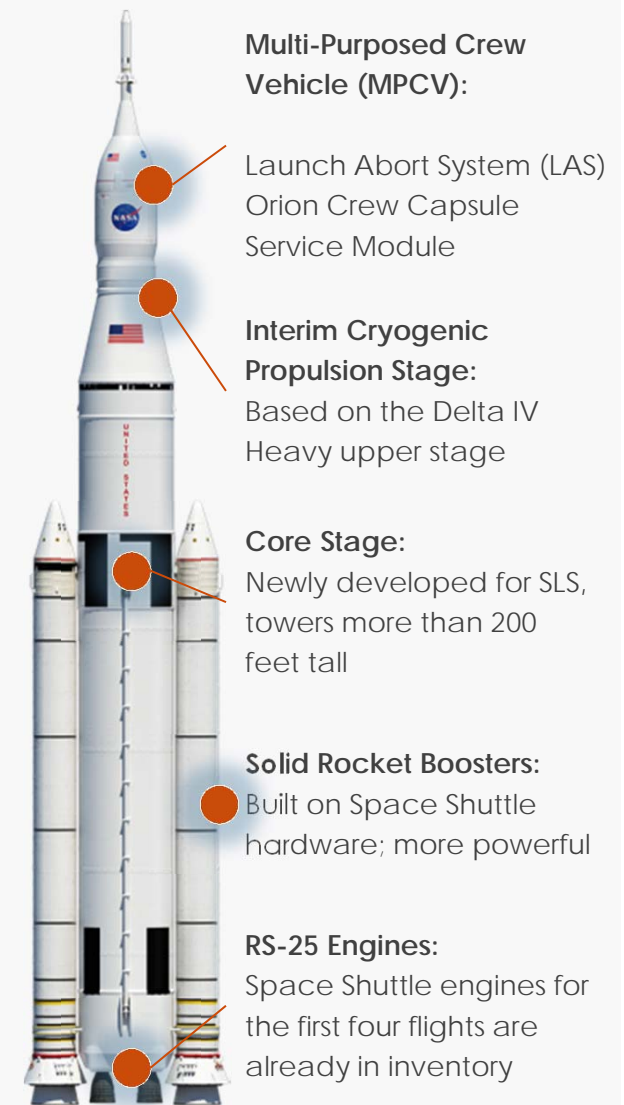 Multi-Purposed Crew
Vehicle (MPCV):
Launch Abort System (LAS)
Orion Crew Capsule
Service Module
NASA
Interim Cryogenic
Propulsion Stage:
Based on the Delta IV
Heavy upper stage
UNITED STATES
Core Stage:
Newly developed for SLS,
towers more than 200
feet tall
Solid Rocket Boosters:
Built on Space Shuttle
hardware; more powerful
RS-25 Engines:
Space Shuttle engines for
the first four flights are
already in inventory